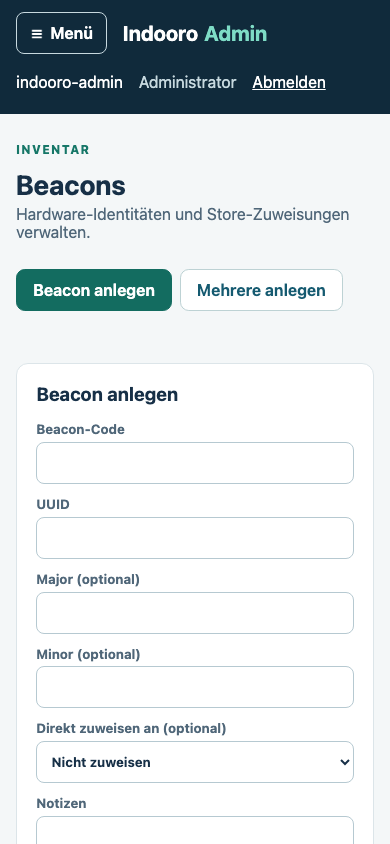 ≡ Menü
Indooro Admin
indooro-admin Administrator Abmelden
INVENTAR
Beacons
Hardware-Identitäten und Store-Zuweisungen
verwalten.
Beacon anlegen
Mehrere anlegen
Beacon anlegen
Beacon-Code
UUID
Major (optional)
Minor (optional)
Direkt zuweisen an (optional)
Nicht zuweisen
Notizen